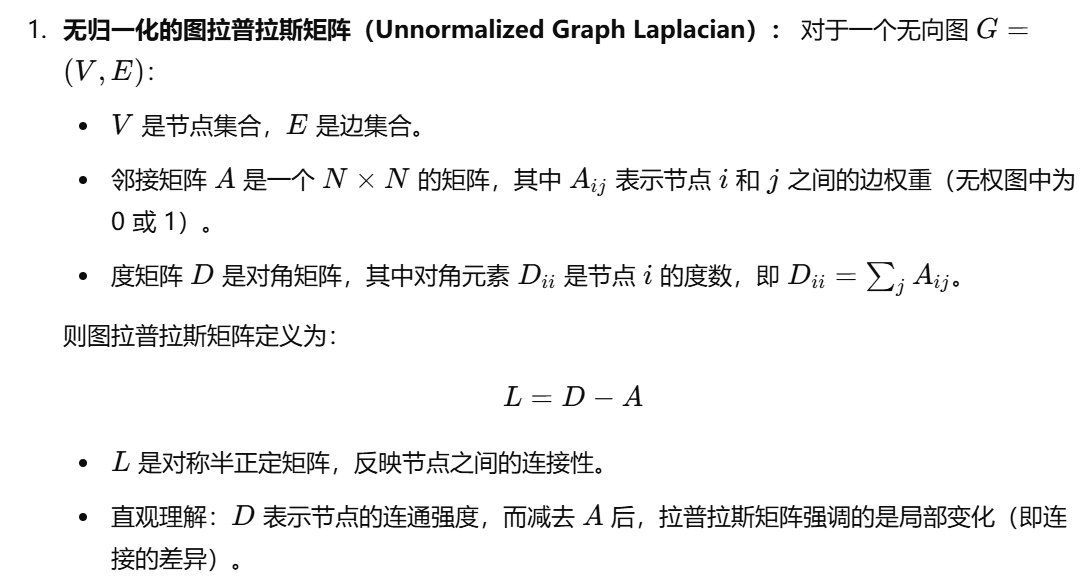 1. 无归一化的图拉普拉斯矩阵（Unnormalized Graph Laplacian）： 对于一个无向图 G =
(V, E):
• V 是节点集合，E 是边集合。
• 邻接矩阵 A 是一个 N × N 的矩阵，其中 A_{ij} 表示节点 i 和 j 之间的边权重（无权图中为
0 或 1）。
• 度矩阵 D 是对角矩阵，其中对角元素 D_{ii} 是节点 i 的度数，即 D_{ii} = ∑_j A_{ij}。
则图拉普拉斯矩阵定义为：
L = D − A
• L 是对称半正定矩阵，反映节点之间的连接性。
• 直观理解：D 表示节点的连通强度，而减去 A 后，拉普拉斯矩阵强调的是局部变化（即连
接的差异）。